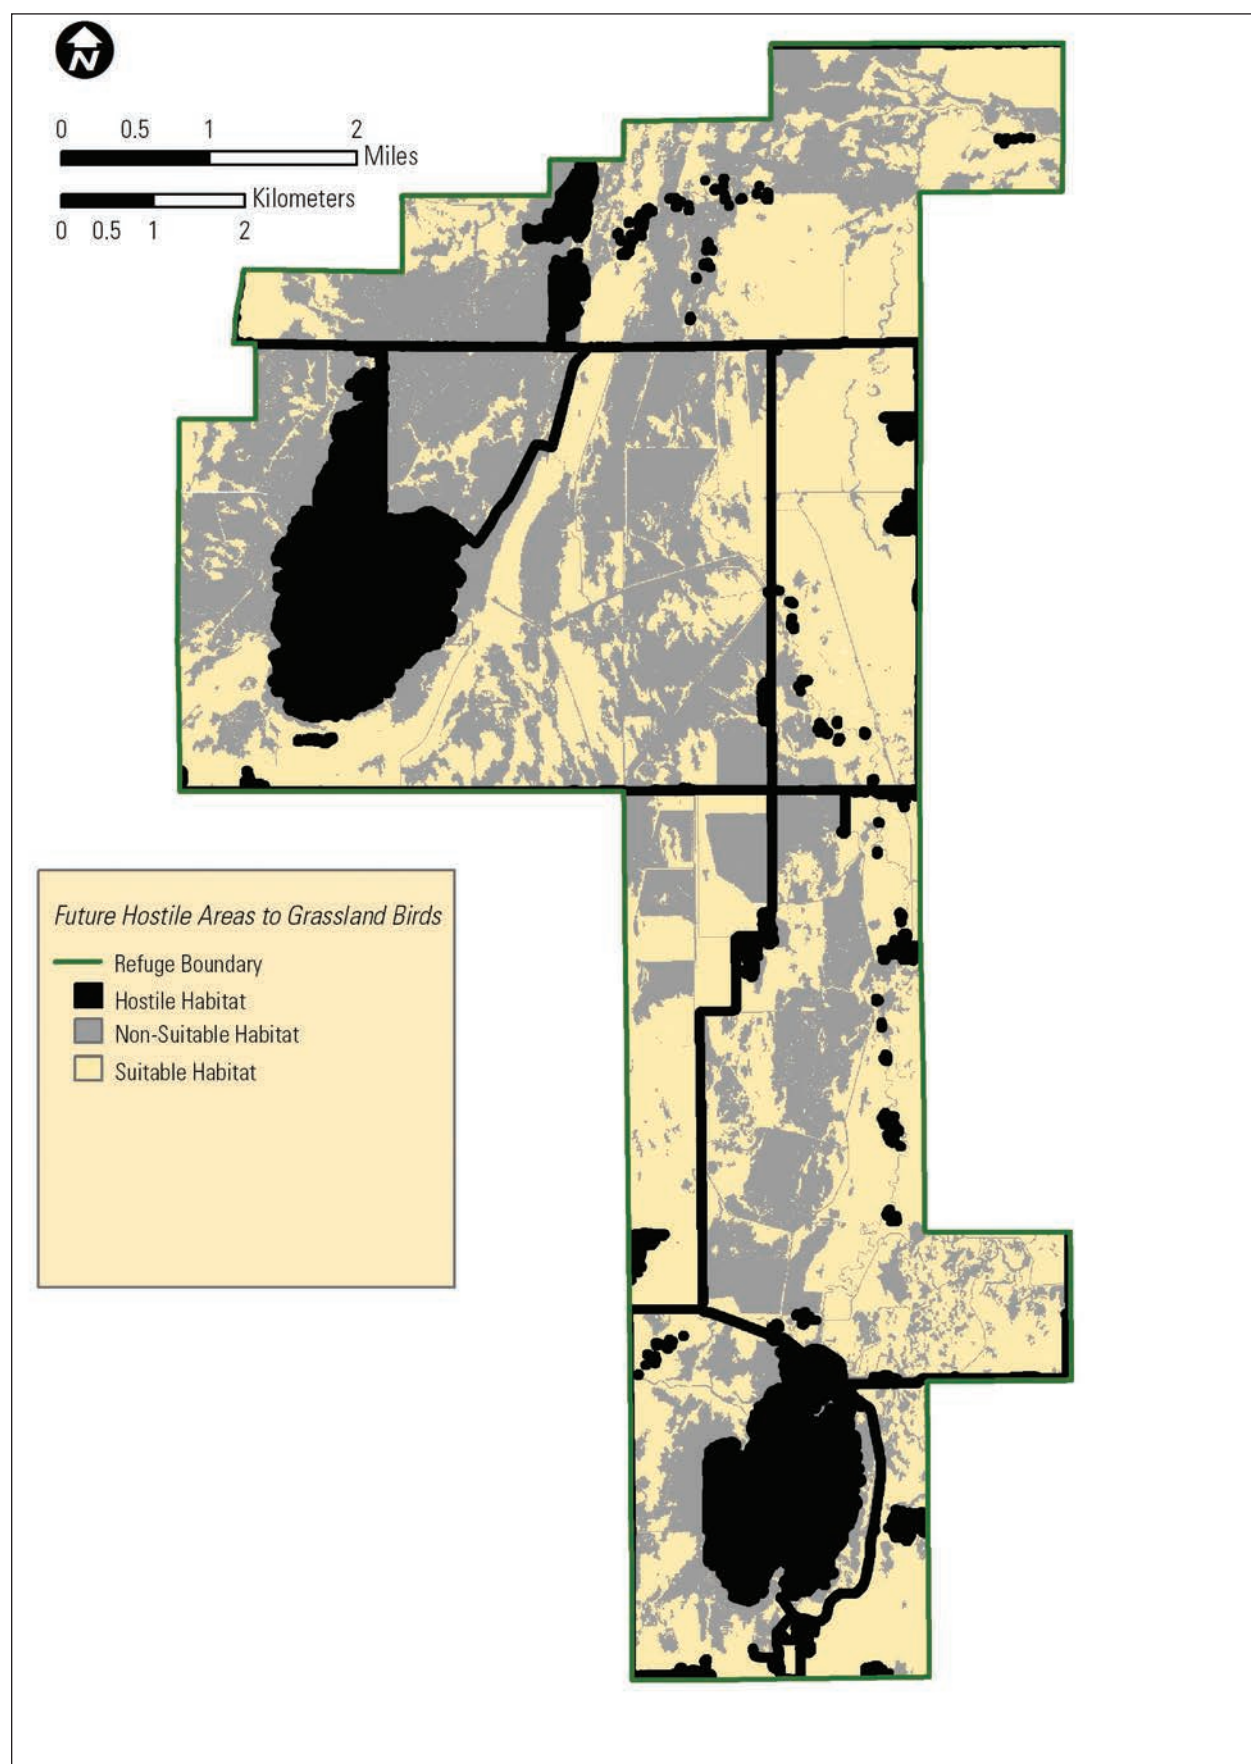 N
0 0.5 1 2
Miles
Kilometers
0 0.5 1 2
Future Hostile Areas to Grassland Birds
Refuge Boundary
Hostile Habitat
Non-Suitable Habitat
Suitable Habitat